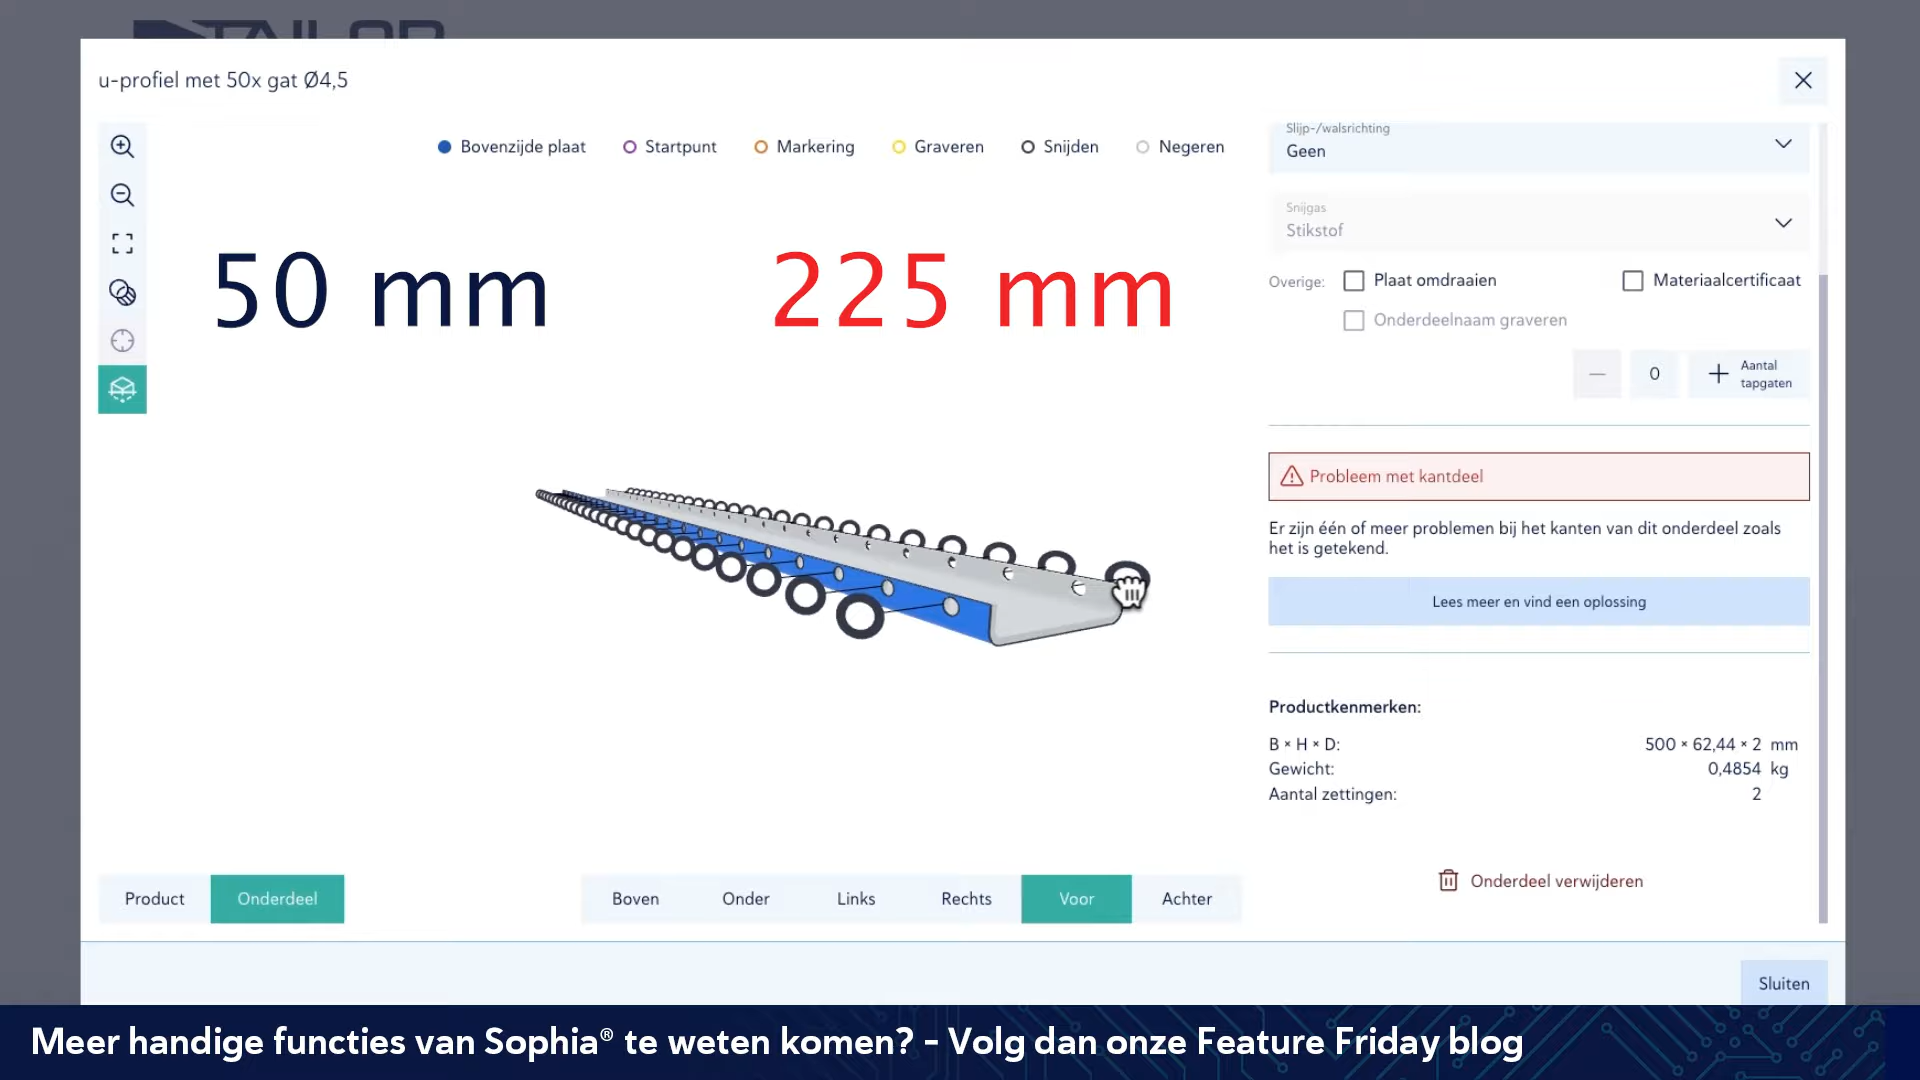 TAILOR
u-profiel met 50x gat Ø4,5
Bovenzijde plaat
Startpunt
Markering
Graveren
Snijden
Negeren
50 mm
225 mm
Slijp-/walsrichting
Geen
Snijgas
Stikstof
Overige:
Plaat omdraaien
Materiaalcertificaat
Onderdeelnaam graveren
0
Aantal
tapgaten
Probleem met kantdeel
Er zijn één of meer problemen bij het kanten van dit onderdeel zoals
het is getekend.
Lees meer en vind een oplossing
Productkenmerken:
B × H × D: 500 × 62,44 × 2 mm
Gewicht: 0,4854 kg
Aantal zettingen: 2
Onderdeel verwijderen
Product
Onderdeel
Boven
Onder
Links
Rechts
Voor
Achter
Sluiten
Meer handige functies van Sophia® te weten komen? – Volg dan onze Feature Friday blog